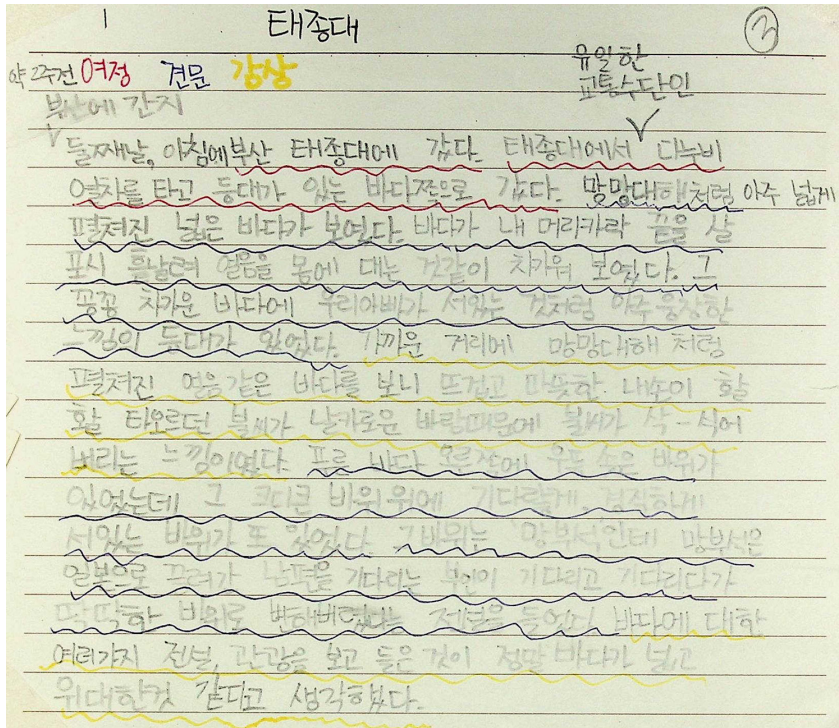 1 태종대 3
약 2주전 여정 견문 감상 유일한
교통수단인
부산에 간지
둘째날, 아침에 부산 태종대에 갔다. 태종대에서 다누비
열차를 타고 등대가 있는 바다쪽으로 갔다. 망망대해처럼 아주 넓게
펼쳐진 넓은 바다가 보였다. 바다가 내 머리카락 끝을 살
포시 흩날려 얼음을 몸에 대는 것같이 차가워 보였다. 그
꽁꽁 차가운 바다에 우리아빠가 서있는 것처럼 아주 웅장한
느낌이 등대가 있었다. 가까운 거리에 망망대해 처럼
펼쳐진 얼음같은 바다를 보니 뜨겁고 따뜻한 내손이 활
활 타오르던 불씨가 날카로운 바람때문에 불씨가 삭-식어
버리는 느낌이였다. 푸른 바다 오른쪽에 우뚝 솟은 바위가
있었는데 그 크디큰 바위 위에 기다랗게, 경직하게
서있는 바위가 또 있었다. 그바위는 '망부석'인데 망부석은
일본으로 끌려가 남편을 기다리는 부인이 기다리고 기다리다가
딱딱한 바위로 변해버렸다는 전설을 들었다. 바다에 대한
여러가지 전설, 관광을 보고 들은 것이 정말 바다가 넓고
위대한것 같다고 생각했다.